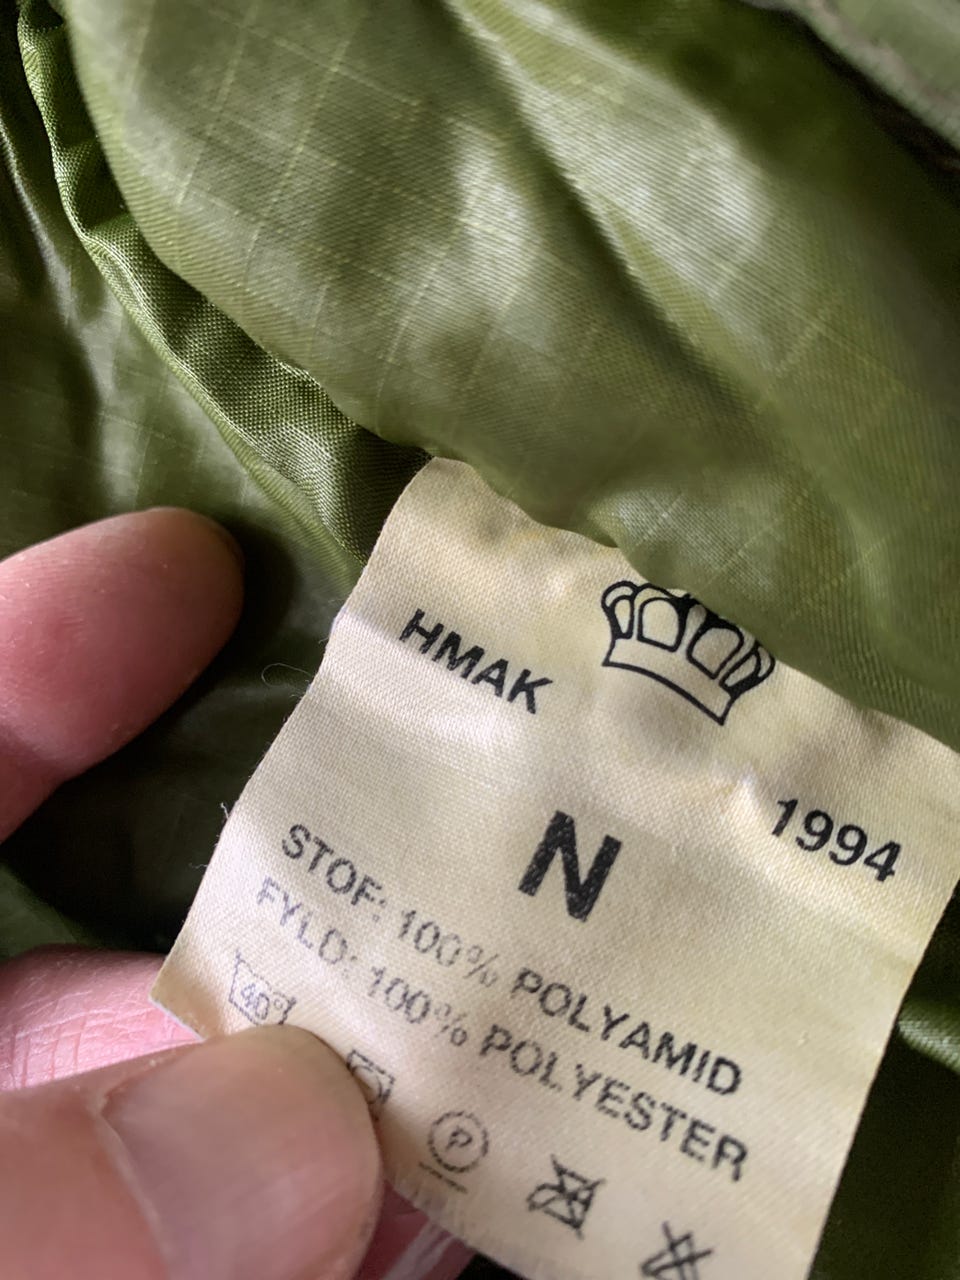 HMAK
1994
N
STOF: 100% POLYAMID
FYLD: 100% POLYESTER
40°
P